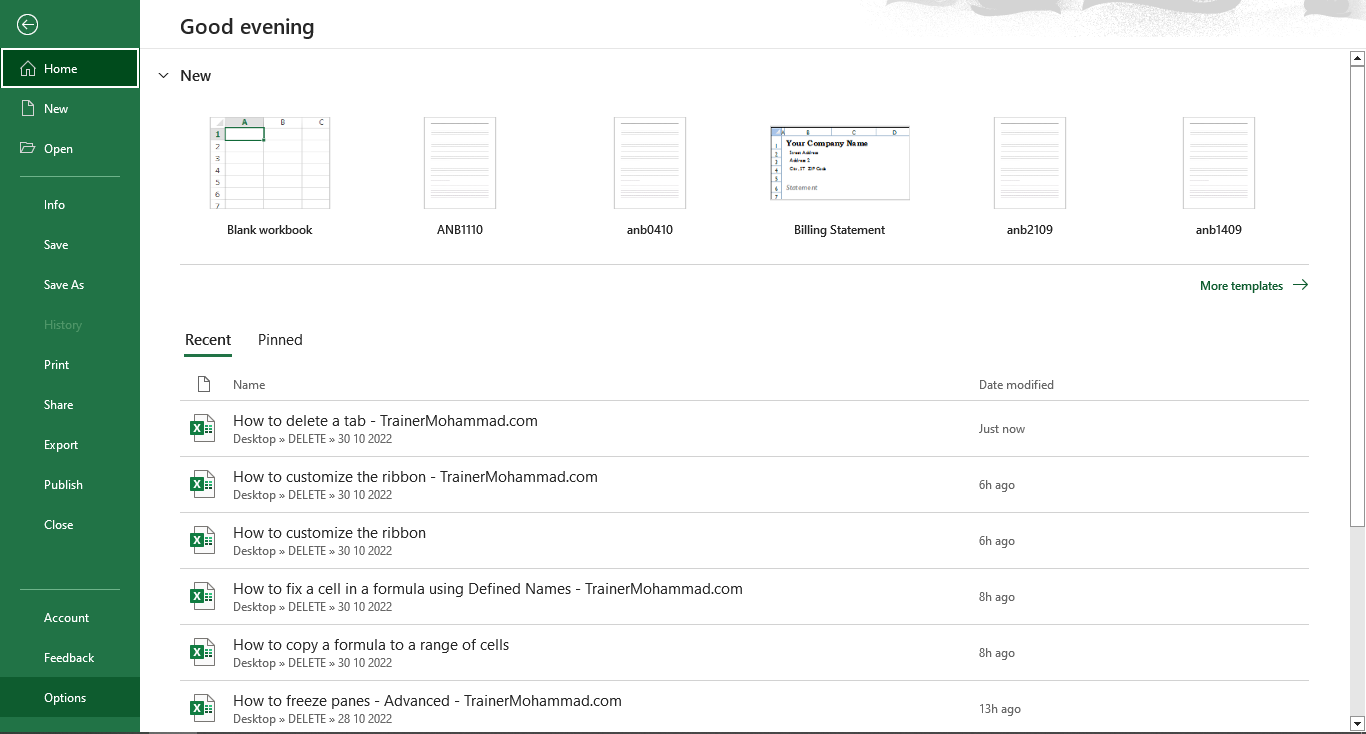 Good evening
Home
New
Open
Info
Save
Save As
History
Print
Share
Export
Publish
Close
Account
Feedback
Options
New
A B C
1
2
3
4
5
6
7
Blank workbook
ANB1110
anb0410
A B C D
1 Your Company Name
2 Street Address
3 Address 2
4 City, ST ZIP Code
5
6 Statement
7
Billing Statement
anb2109
anb1409
More templates
Recent Pinned
Name Date modified
How to delete a tab - TrainerMohammad.com
Desktop » DELETE » 30 10 2022
Just now
How to customize the ribbon - TrainerMohammad.com
Desktop » DELETE » 30 10 2022
6h ago
How to customize the ribbon
Desktop » DELETE » 30 10 2022
6h ago
How to fix a cell in a formula using Defined Names - TrainerMohammad.com
Desktop » DELETE » 30 10 2022
8h ago
How to copy a formula to a range of cells
Desktop » DELETE » 30 10 2022
8h ago
How to freeze panes - Advanced - TrainerMohammad.com
Desktop » DELETE » 28 10 2022
13h ago